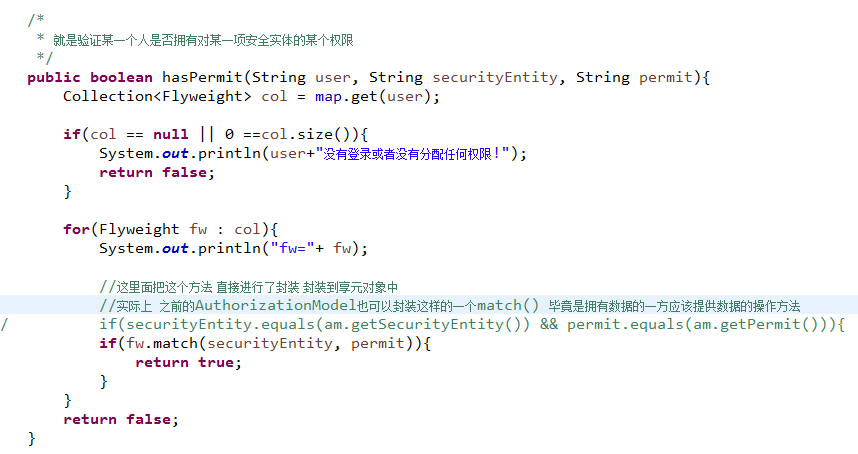 /*
 * 就是验证某一个人是否拥有对某一项安全实体的某个权限
 */
public boolean hasPermit(String user, String securityEntity, String permit){
    Collection<Flyweight> col = map.get(user);

    if(col == null || 0 ==col.size()){
        System.out.println(user+"没有登录或者没有分配任何权限!");
        return false;
    }

    for(Flyweight fw : col){
        System.out.println("fw="+ fw);

        //这里面把这个方法 直接进行了封装 封装到享元对象中
        //实际上 之前的AuthorizationModel也可以封装这样的一个match() 毕竟是拥有数据的一方应该提供数据的操作方法
/       if(securityEntity.equals(am.getSecurityEntity()) && permit.equals(am.getPermit())){
        if(fw.match(securityEntity, permit)){
            return true;
        }
    }
    return false;
}